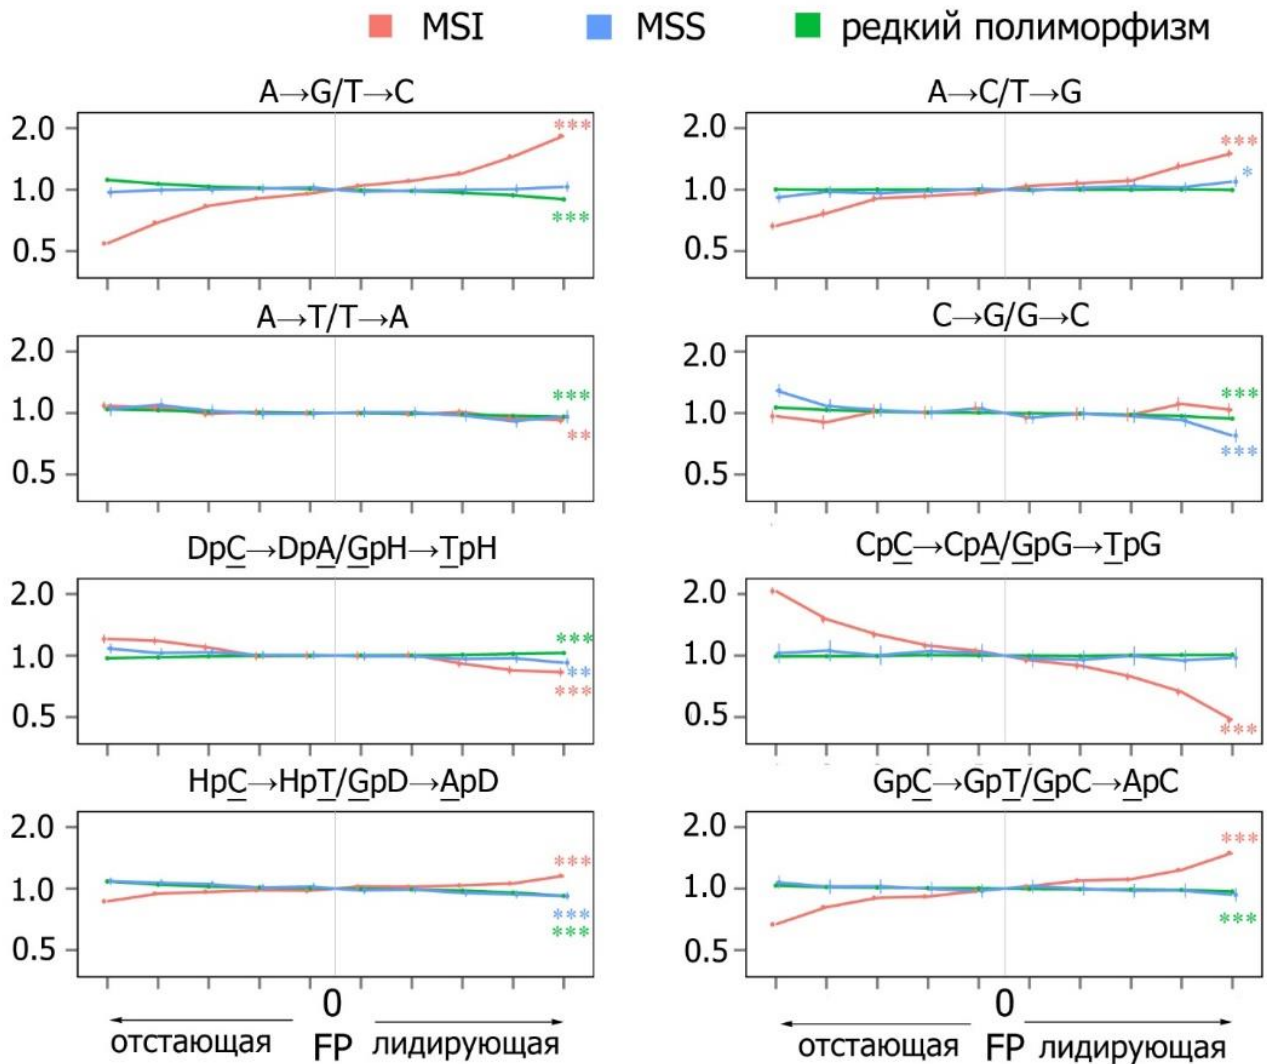 MSI MSS редкий полиморфизм
A→G/T→C A→C/T→G
2.0 *** 2.0 ***
1.0 1.0 *
0.5 *** 0.5
A→T/T→A C→G/G→C
2.0 2.0
1.0 *** 1.0 ***
0.5 ** 0.5 ***
DpC→DpA/GpH→TpH CpC→CpA/GpG→TpG
2.0 2.0
1.0 *** 1.0
**
0.5 *** 0.5 ***
HpC→HpT/GpD→ApD GpC→GpT/GpC→ApC
2.0 *** 2.0 ***
1.0 1.0
***
0.5 *** 0.5 ***
0 0
отстающая FP лидирующая отстающая FP лидирующая